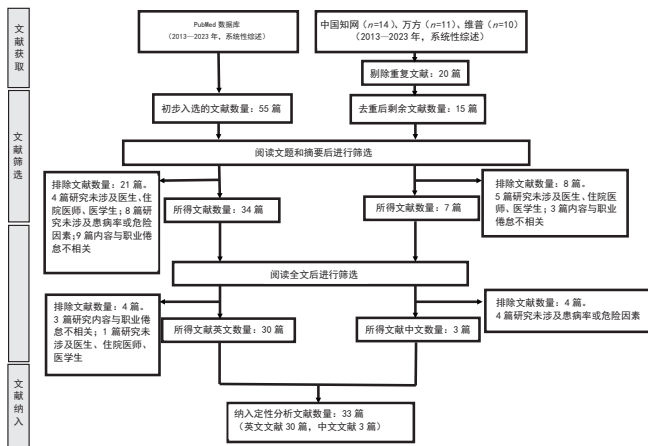 文献获取
PubMed 数据库
（2013—2023 年，系统性综述）
中国知网（n=14）、万方（n=11）、维普（n=10）
（2013—2023 年，系统性综述）
剔除重复文献：20 篇
文献筛选
初步入选的文献数量：55 篇
去重后剩余文献数量：15 篇
阅读文题和摘要后进行筛选
排除文献数量：21 篇。
4 篇研究未涉及医生、住
院医师、医学生；8 篇研
究未涉及患病率或危险
因素；9 篇内容与职业倦
怠不相关
所得文献数量：34 篇
所得文献数量：7 篇
排除文献数量：8 篇。
5 篇研究未涉及医生、住院
医师、医学生；3 篇内容与职业
倦怠不相关
阅读全文后进行筛选
排除文献数量：4 篇。
3 篇研究内容与职业倦
怠不相关；1 篇研究未
涉及医生、住院医师、
医学生
所得文献英文数量：30 篇
所得文献中文数量：3 篇
排除文献数量：4 篇。
4 篇研究未涉及患病率或危险因素
文献纳入
纳入定性分析文献数量：33 篇
（英文文献 30 篇，中文文献 3 篇）